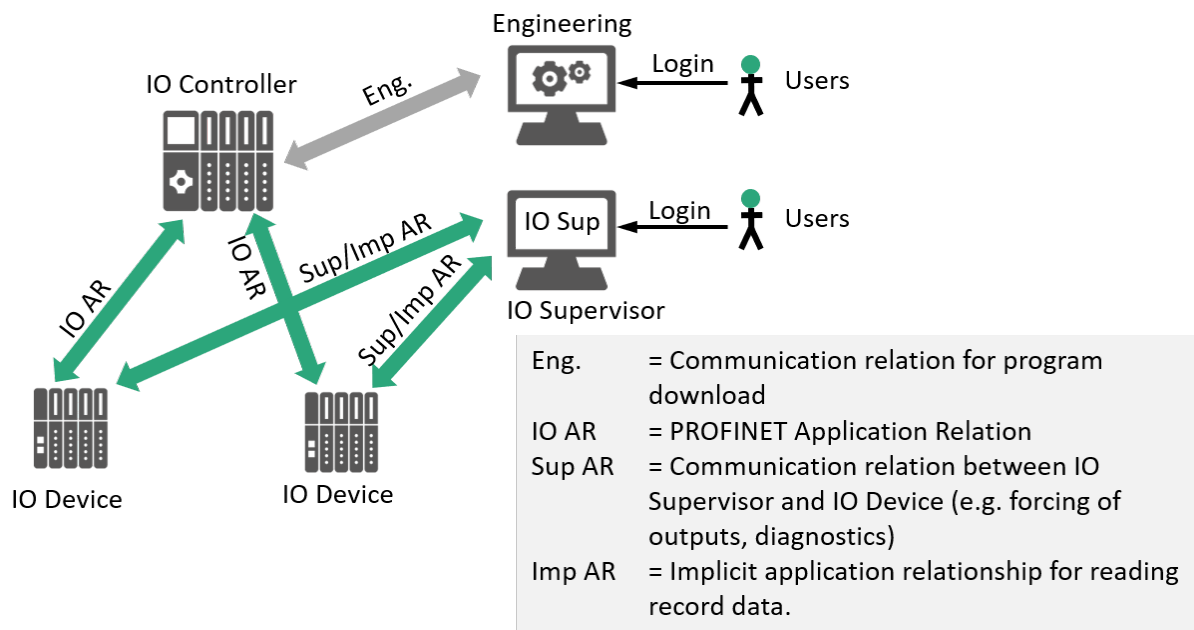 Engineering
IO Controller
Eng.
Login
Users
IO Sup
Login
Users
IO AR
IO AR
Sup/Imp AR
Sup/Imp AR
IO Supervisor
IO Device
IO Device
Eng. = Communication relation for program
download
IO AR = PROFINET Application Relation
Sup AR = Communication relation between IO
Supervisor and IO Device (e.g. forcing of
outputs, diagnostics)
Imp AR = Implicit application relationship for reading
record data.